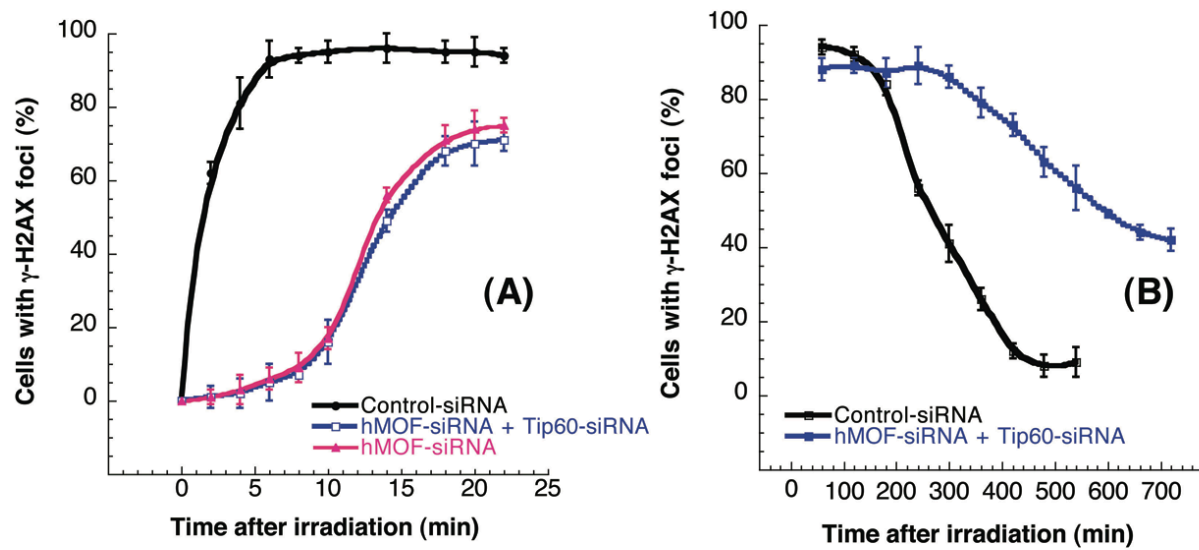 100
80
60
40
20
0
Cells with γ-H2AX foci (%)
(A)
Control-siRNA
hMOF-siRNA + Tip60-siRNA
hMOF-siRNA
0 5 10 15 20 25
Time after irradiation (min)
100
80
60
40
20
0
Cells with γ-H2AX foci (%)
(B)
Control-siRNA
hMOF-siRNA + Tip60-siRNA
0 100 200 300 400 500 600 700
Time after irradiation (min)